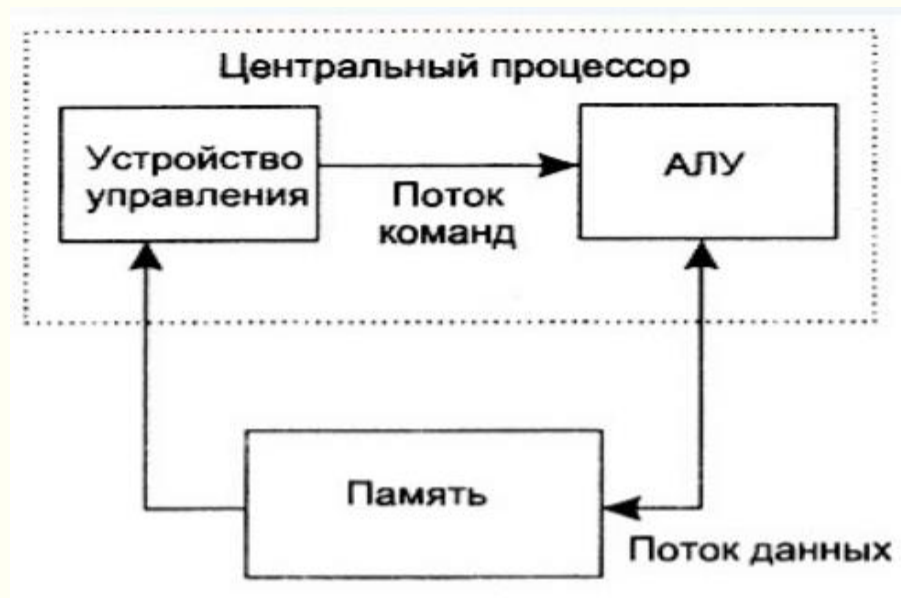 Центральный процессор
Устройство
управления
АЛУ
Поток
команд
Память
Поток данных